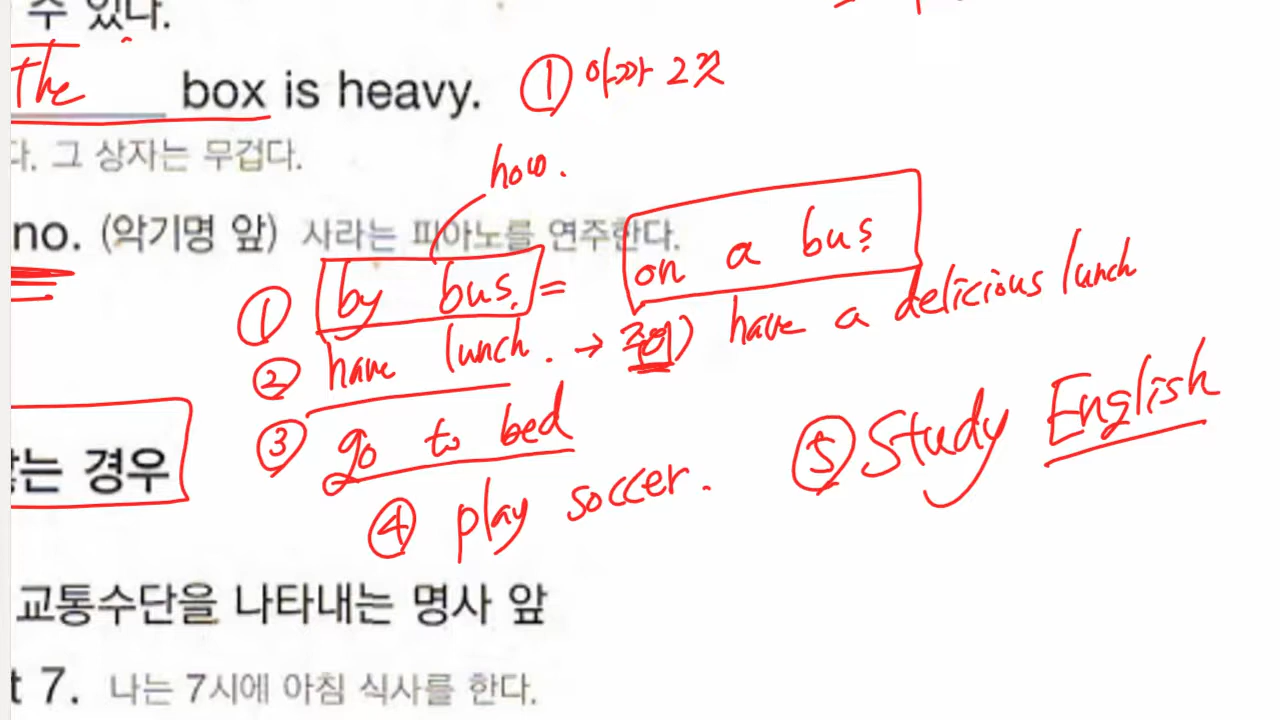 수 있다.
The box is heavy. ① 아까 2것
다. 그 상자는 무겁다.
how.
no. (악기명 앞) 사라는 피아노를 연주한다.
① by bus. = on a bus
② have lunch. → 주의) have a delicious lunch
③ go to bed
⑤ Study English
는 경우
④ play soccer.
교통수단을 나타내는 명사 앞
t 7. 나는 7시에 아침 식사를 한다.